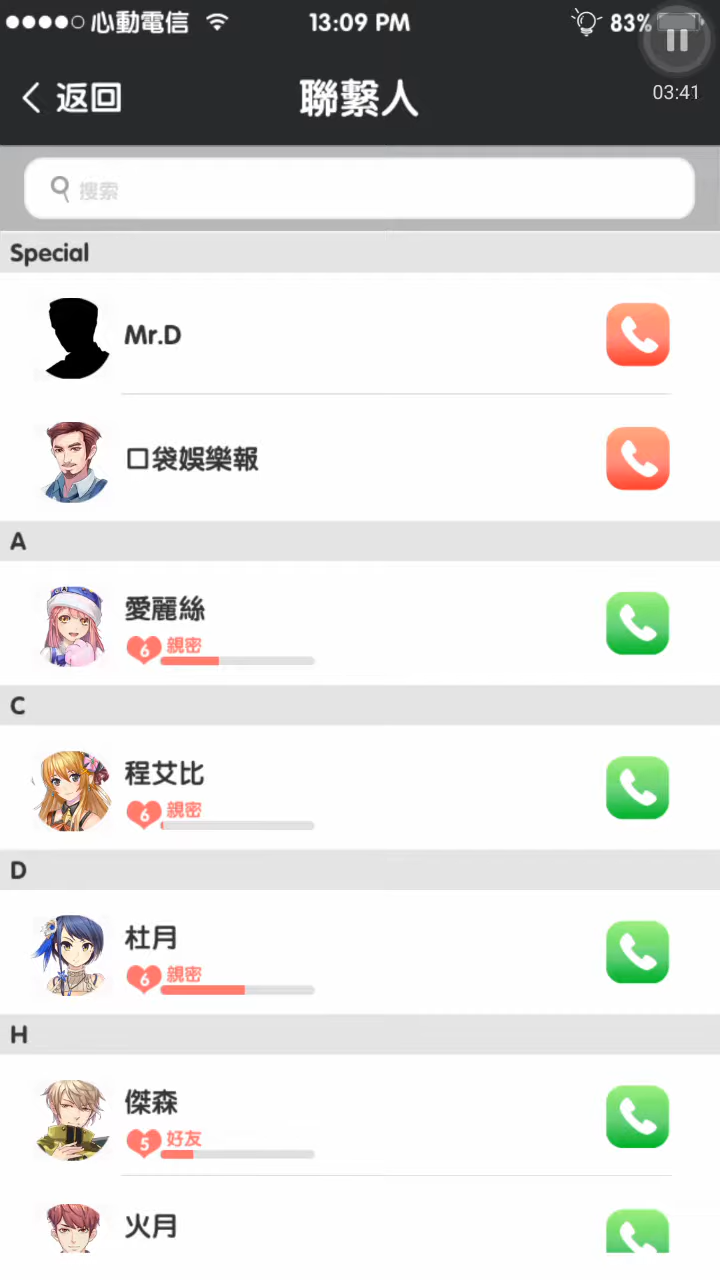 心動電信 13:09 PM 83%
返回 聯繫人 03:41
搜索
Special
Mr.D
口袋娛樂報
A
愛麗絲
6 親密
C
程艾比
6 親密
D
杜月
6 親密
H
傑森
5 好友
火月